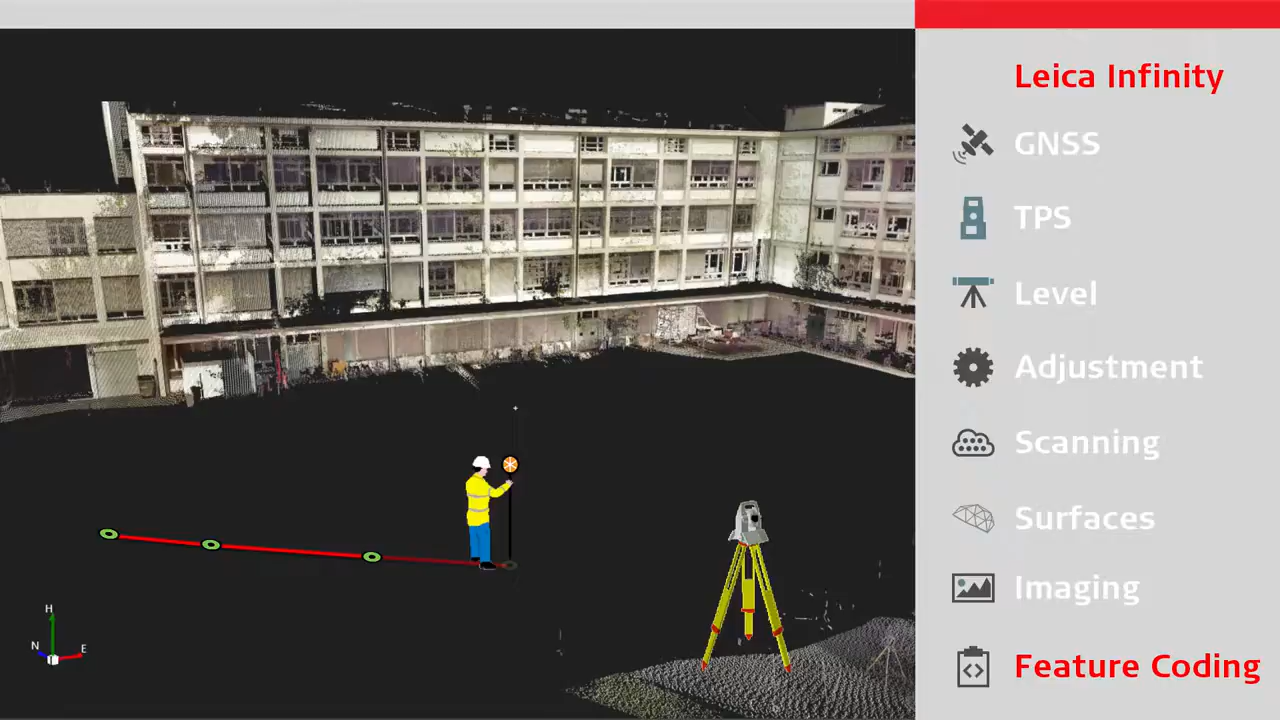 Leica Infinity
GNSS
TPS
Level
Adjustment
Scanning
Surfaces
Imaging
Feature Coding
H
N
E